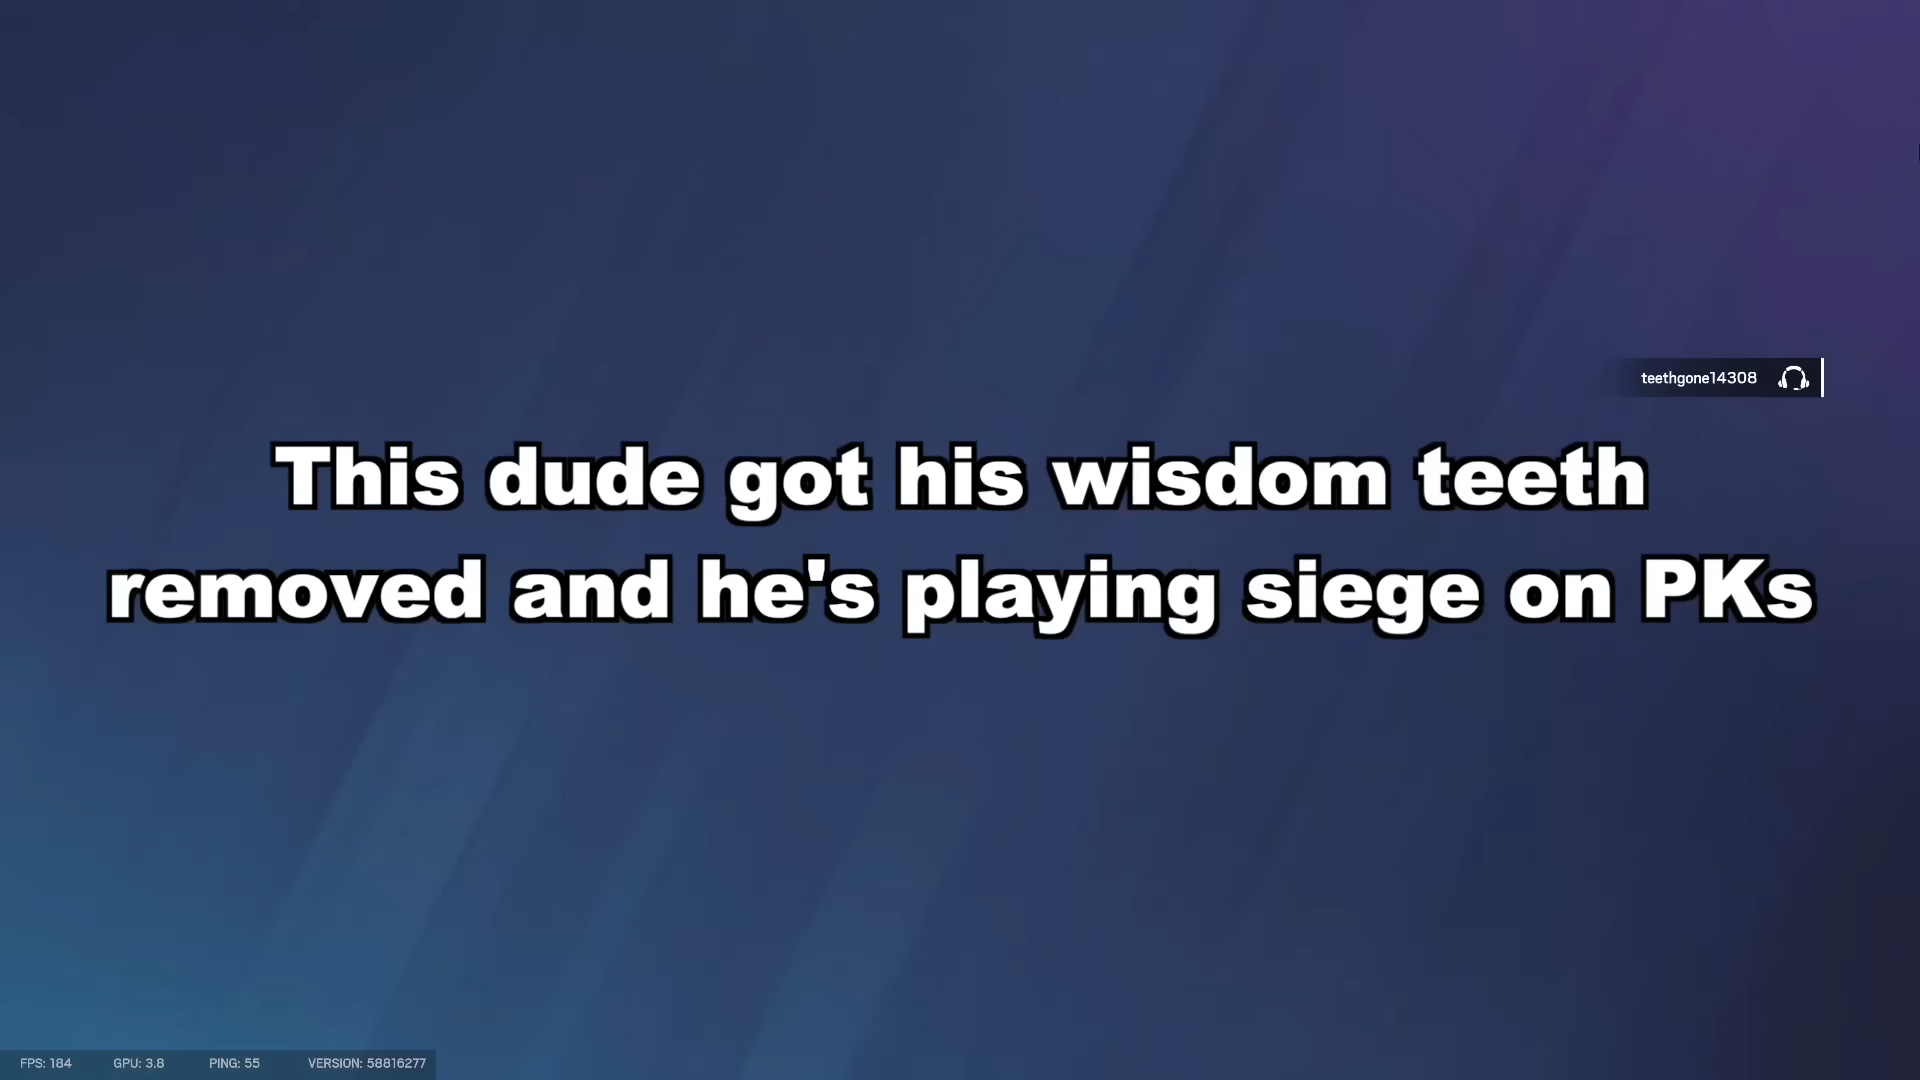 teethgone14308
This dude got his wisdom teeth
removed and he's playing siege on PKs
FPS: 184 GPU: 3.8 PING: 55 VERSION: 58816277